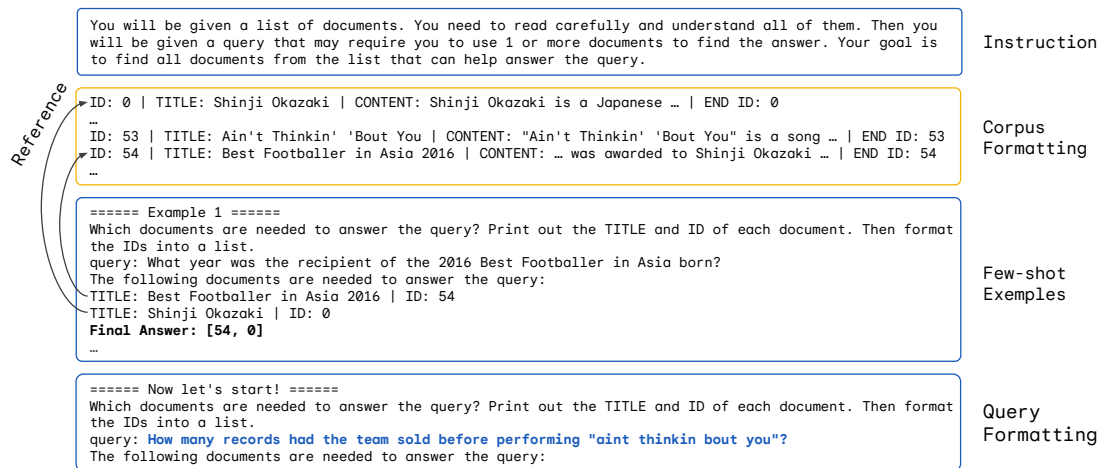 You will be given a list of documents. You need to read carefully and understand all of them. Then you
will be given a query that may require you to use 1 or more documents to find the answer. Your goal is
to find all documents from the list that can help answer the query.
Instruction
Reference
ID: 0 | TITLE: Shinji Okazaki | CONTENT: Shinji Okazaki is a Japanese … | END ID: 0
…
ID: 53 | TITLE: Ain't Thinkin' 'Bout You | CONTENT: "Ain't Thinkin' 'Bout You" is a song … | END ID: 53
ID: 54 | TITLE: Best Footballer in Asia 2016 | CONTENT: … was awarded to Shinji Okazaki … | END ID: 54
…
Corpus
Formatting
====== Example 1 ======
Which documents are needed to answer the query? Print out the TITLE and ID of each document. Then format
the IDs into a list.
query: What year was the recipient of the 2016 Best Footballer in Asia born?
The following documents are needed to answer the query:
TITLE: Best Footballer in Asia 2016 | ID: 54
TITLE: Shinji Okazaki | ID: 0
Final Answer: [54, 0]
…
Few-shot
Exemples
====== Now let's start! ======
Which documents are needed to answer the query? Print out the TITLE and ID of each document. Then format
the IDs into a list.
query: How many records had the team sold before performing "aint thinkin bout you"?
The following documents are needed to answer the query:
Query
Formatting